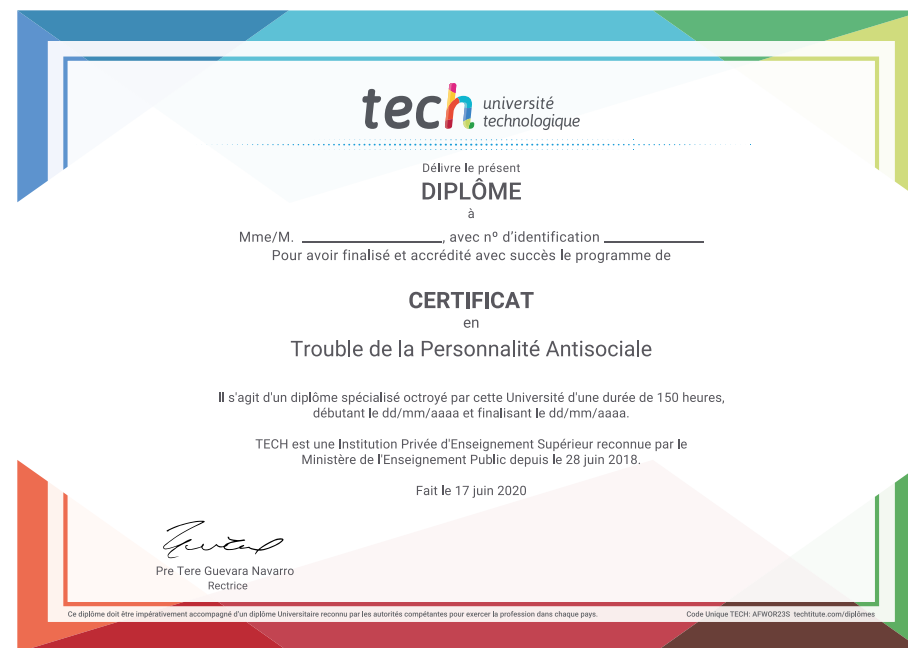 tech université
technologique
Délivre le présent
DIPLÔME
à
Mme/M. ____________________, avec nº d'identification ______________
Pour avoir finalisé et accrédité avec succès le programme de
CERTIFICAT
en
Trouble de la Personnalité Antisociale
Il s'agit d'un diplôme spécialisé octroyé par cette Université d'une durée de 150 heures,
débutant le dd/mm/aaaa et finalisant le dd/mm/aaaa.
TECH est une Institution Privée d'Enseignement Supérieur reconnue par le
Ministère de l'Enseignement Public depuis le 28 juin 2018.
Fait le 17 juin 2020
Pre Tere Guevara Navarro
Rectrice
Ce diplôme doit être impérativement accompagné d'un diplôme Universitaire reconnu par les autorités compétentes pour exercer la profession dans chaque pays.
Code Unique TECH: AFWOR23S techtitute.com/diplômes